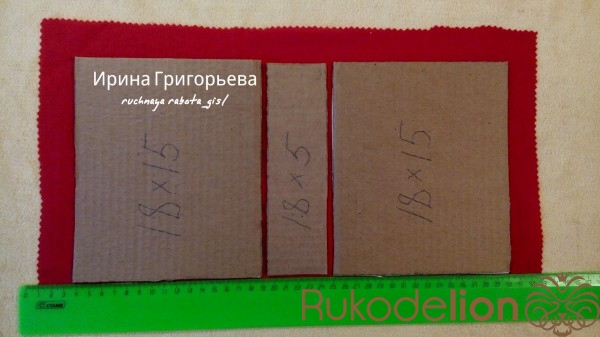 Ирина Григорьева
ruchnaya rabota_gisl
18 x 15
18 x 5
18 x 15
Rukodelion